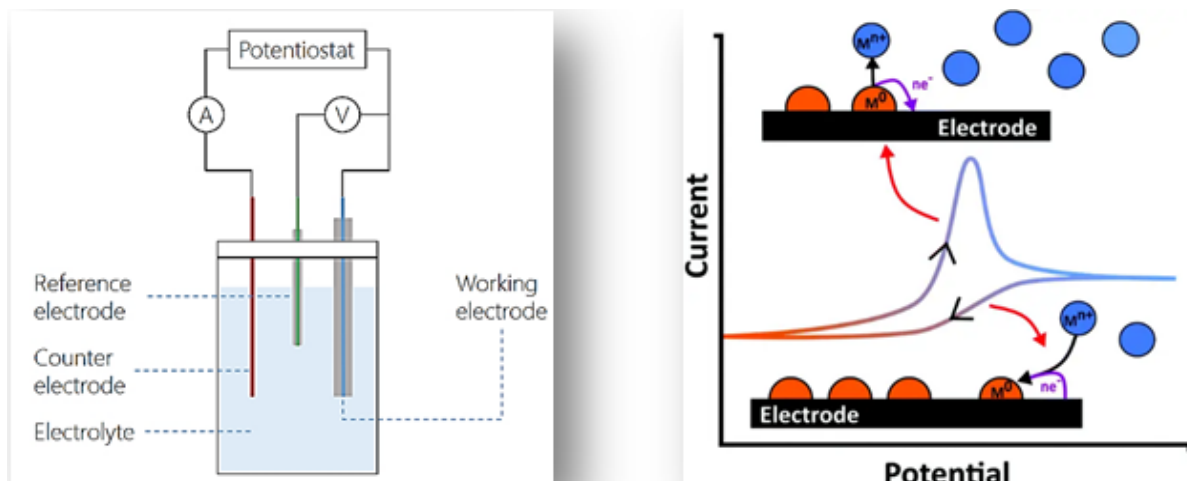 Potentiostat
A
V
Reference
electrode
Counter
electrode
Electrolyte
Working
electrode
Current
Mⁿ⁺
ne⁻
M⁰
Electrode
Mⁿ⁺
M⁰
ne⁻
Electrode
Potential